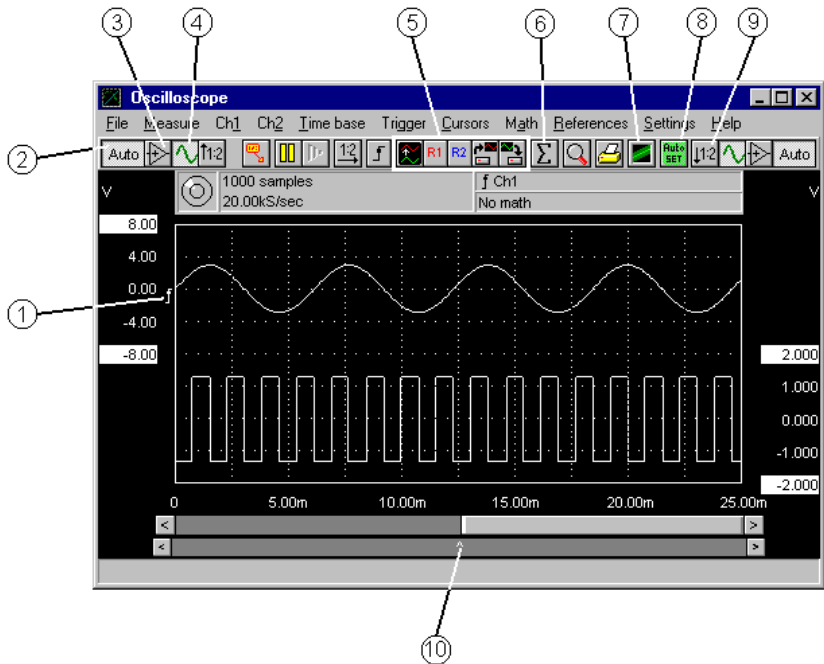 3 4 5 6 7 8 9
Oscilloscope
File Measure Ch1 Ch2 Time base Trigger Cursors Math References Settings Help
2
Auto 1:2 1:2 R1 R2 Σ Auto SET 1:2 Auto
V 1000 samples ƒ Ch1 V
20.00kS/sec No math
8.00
4.00
0.00 ƒ
1
-4.00
-8.00 2.000
1.000
0.000
-1.000
-2.000
0 5.00m 10.00m 15.00m 20.00m 25.00m
< >
< ^ >
10